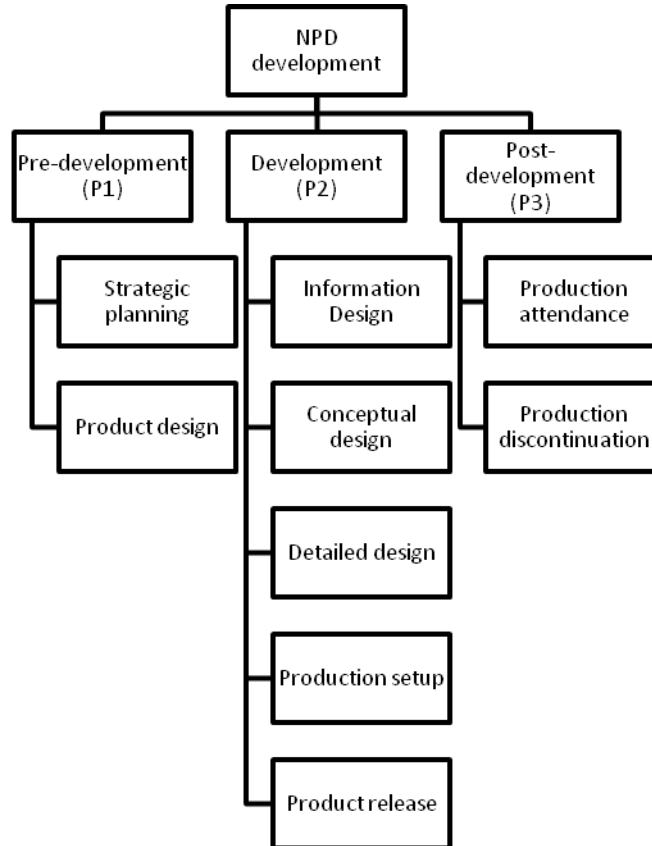 NPD
development
Pre-development
(P1)
Development
(P2)
Post-
development
(P3)
Strategic
planning
Product design
Information
Design
Conceptual
design
Detailed design
Production setup
Product release
Production
attendance
Production
discontinuation